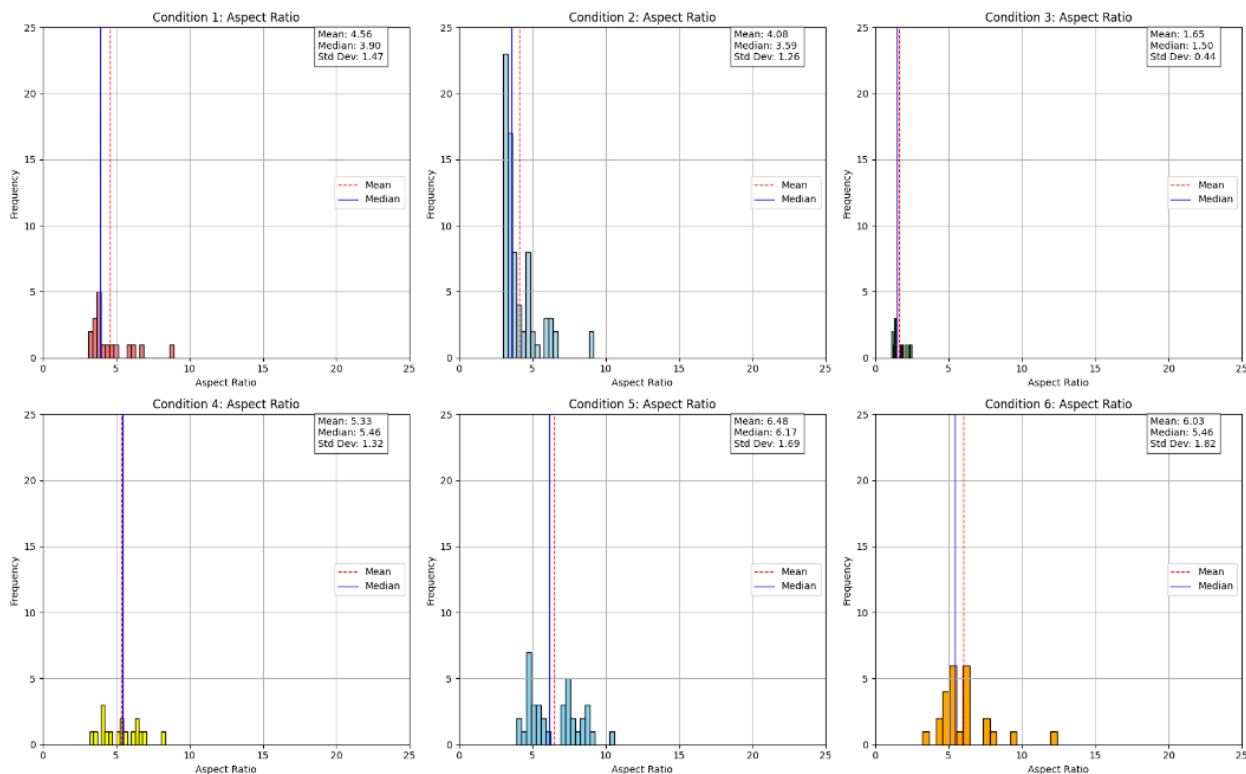 Condition 1: Aspect Ratio
25
20
15
10
5
0
Frequency
Mean: 4.56
Median: 3.90
Std Dev: 1.47
Mean
Median
0 5 10 15 20 25
Aspect Ratio
Condition 2: Aspect Ratio
25
20
15
10
5
0
Frequency
Mean: 4.08
Median: 3.59
Std Dev: 1.26
Mean
Median
0 5 10 15 20 25
Aspect Ratio
Condition 3: Aspect Ratio
25
20
15
10
5
0
Frequency
Mean: 1.65
Median: 1.50
Std Dev: 0.44
Mean
Median
0 5 10 15 20 25
Aspect Ratio
Condition 4: Aspect Ratio
25
20
15
10
5
0
Frequency
Mean: 5.33
Median: 5.46
Std Dev: 1.32
Mean
Median
0 5 10 15 20 25
Aspect Ratio
Condition 5: Aspect Ratio
25
20
15
10
5
0
Frequency
Mean: 6.48
Median: 6.17
Std Dev: 1.69
Mean
Median
0 5 10 15 20 25
Aspect Ratio
Condition 6: Aspect Ratio
25
20
15
10
5
0
Frequency
Mean: 6.03
Median: 5.46
Std Dev: 1.82
Mean
Median
0 5 10 15 20 25
Aspect Ratio